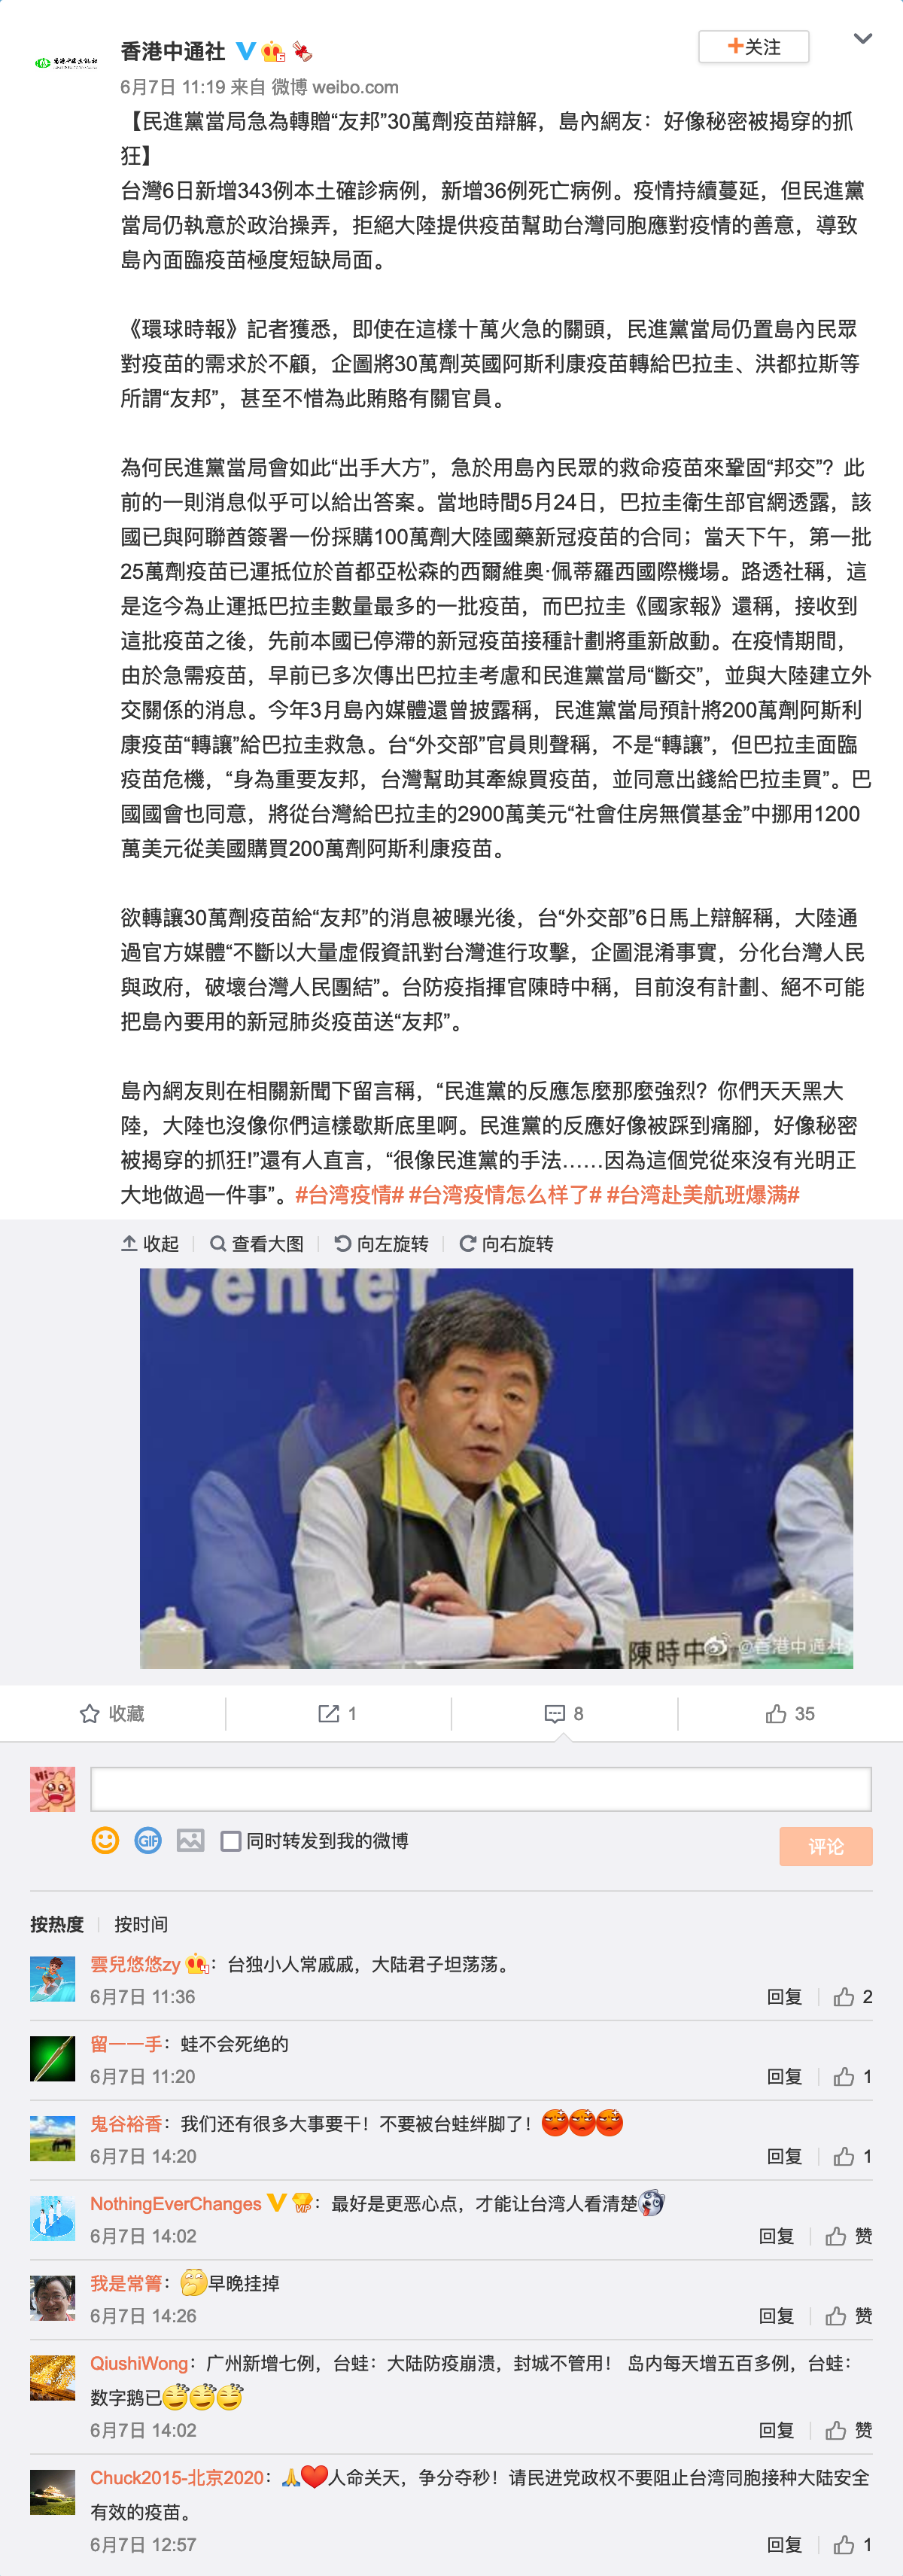 香港中通社
+关注
6月7日 11:19 来自 微博 weibo.com
【民進黨當局急為轉贈“友邦”30萬劑疫苗辯解，島內網友：好像秘密被揭穿的抓
狂】
台灣6日新增343例本土確診病例，新增36例死亡病例。疫情持續蔓延，但民進黨
當局仍執意於政治操弄，拒絕大陸提供疫苗幫助台灣同胞應對疫情的善意，導致
島內面臨疫苗極度短缺局面。
《環球時報》記者獲悉，即使在這樣十萬火急的關頭，民進黨當局仍置島內民眾
對疫苗的需求於不顧，企圖將30萬劑英國阿斯利康疫苗轉給巴拉圭、洪都拉斯等
所謂“友邦”，甚至不惜為此賄賂有關官員。
為何民進黨當局會如此“出手大方”，急於用島內民眾的救命疫苗來鞏固“邦交”？此
前的一則消息似乎可以給出答案。當地時間5月24日，巴拉圭衛生部官網透露，該
國已與阿聯酋簽署一份採購100萬劑大陸國藥新冠疫苗的合同；當天下午，第一批
25萬劑疫苗已運抵位於首都亞松森的西爾維奧·佩蒂羅西國際機場。路透社稱，這
是迄今為止運抵巴拉圭數量最多的一批疫苗，而巴拉圭《國家報》還稱，接收到
這批疫苗之後，先前本國已停滯的新冠疫苗接種計劃將重新啟動。在疫情期間，
由於急需疫苗，早前已多次傳出巴拉圭考慮和民進黨當局“斷交”，並與大陸建立外
交關係的消息。今年3月島內媒體還曾披露稱，民進黨當局預計將200萬劑阿斯利
康疫苗“轉讓”給巴拉圭救急。台“外交部”官員則聲稱，不是“轉讓”，但巴拉圭面臨
疫苗危機，“身為重要友邦，台灣幫助其牽線買疫苗，並同意出錢給巴拉圭買”。巴
國國會也同意，將從台灣給巴拉圭的2900萬美元“社會住房無償基金”中挪用1200
萬美元從美國購買200萬劑阿斯利康疫苗。
欲轉讓30萬劑疫苗給“友邦”的消息被曝光後，台“外交部”6日馬上辯解稱，大陸通
過官方媒體“不斷以大量虛假資訊對台灣進行攻擊，企圖混淆事實，分化台灣人民
與政府，破壞台灣人民團結”。台防疫指揮官陳時中稱，目前沒有計劃、絕不可能
把島內要用的新冠肺炎疫苗送“友邦”。
島內網友則在相關新聞下留言稱，“民進黨的反應怎麼那麼強烈？你們天天黑大
陸，大陸也沒像你們這樣歇斯底里啊。民進黨的反應好像被踩到痛腳，好像秘密
被揭穿的抓狂!”還有人直言，“很像民進黨的手法……因為這個党從來沒有光明正
大地做過一件事”。#台湾疫情# #台湾疫情怎么样了# #台湾赴美航班爆满#
收起 查看大图 向左旋转 向右旋转
Center
陳時中
@香港中通社
收藏 1 8 35
Hi~
GIF 同时转发到我的微博 评论
按热度 按时间
雲兒悠悠zy：台独小人常戚戚，大陆君子坦荡荡。
6月7日 11:36 回复 2
留一一手：蛙不会死绝的
6月7日 11:20 回复 1
鬼谷裕香：我们还有很多大事要干！不要被台蛙绊脚了！
6月7日 14:20 回复 1
NothingEverChanges VIP：最好是更恶心点，才能让台湾人看清楚
6月7日 14:02 回复 赞
我是常箐：早晚挂掉
6月7日 14:26 回复 赞
QiushiWong：广州新增七例，台蛙：大陆防疫崩溃，封城不管用！ 岛内每天增五百多例，台蛙：
数字鹅已
6月7日 14:02 回复 赞
Chuck2015-北京2020：人命关天，争分夺秒！请民进党政权不要阻止台湾同胞接种大陆安全
有效的疫苗。
6月7日 12:57 回复 1